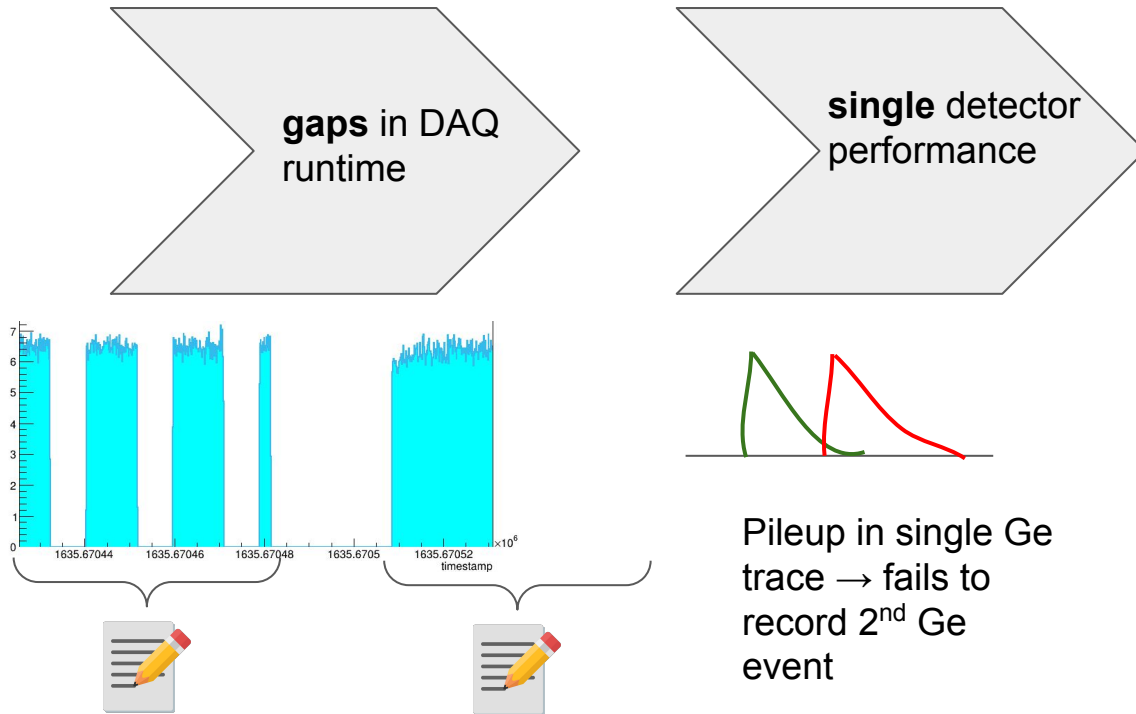 gaps in DAQ
runtime
single detector
performance
7
6
5
4
3
2
1
0
1635.67044
1635.67046
1635.67048
1635.6705
1635.67052
×10⁶
timestamp
Pileup in single Ge
trace → fails to
record 2nd Ge
event